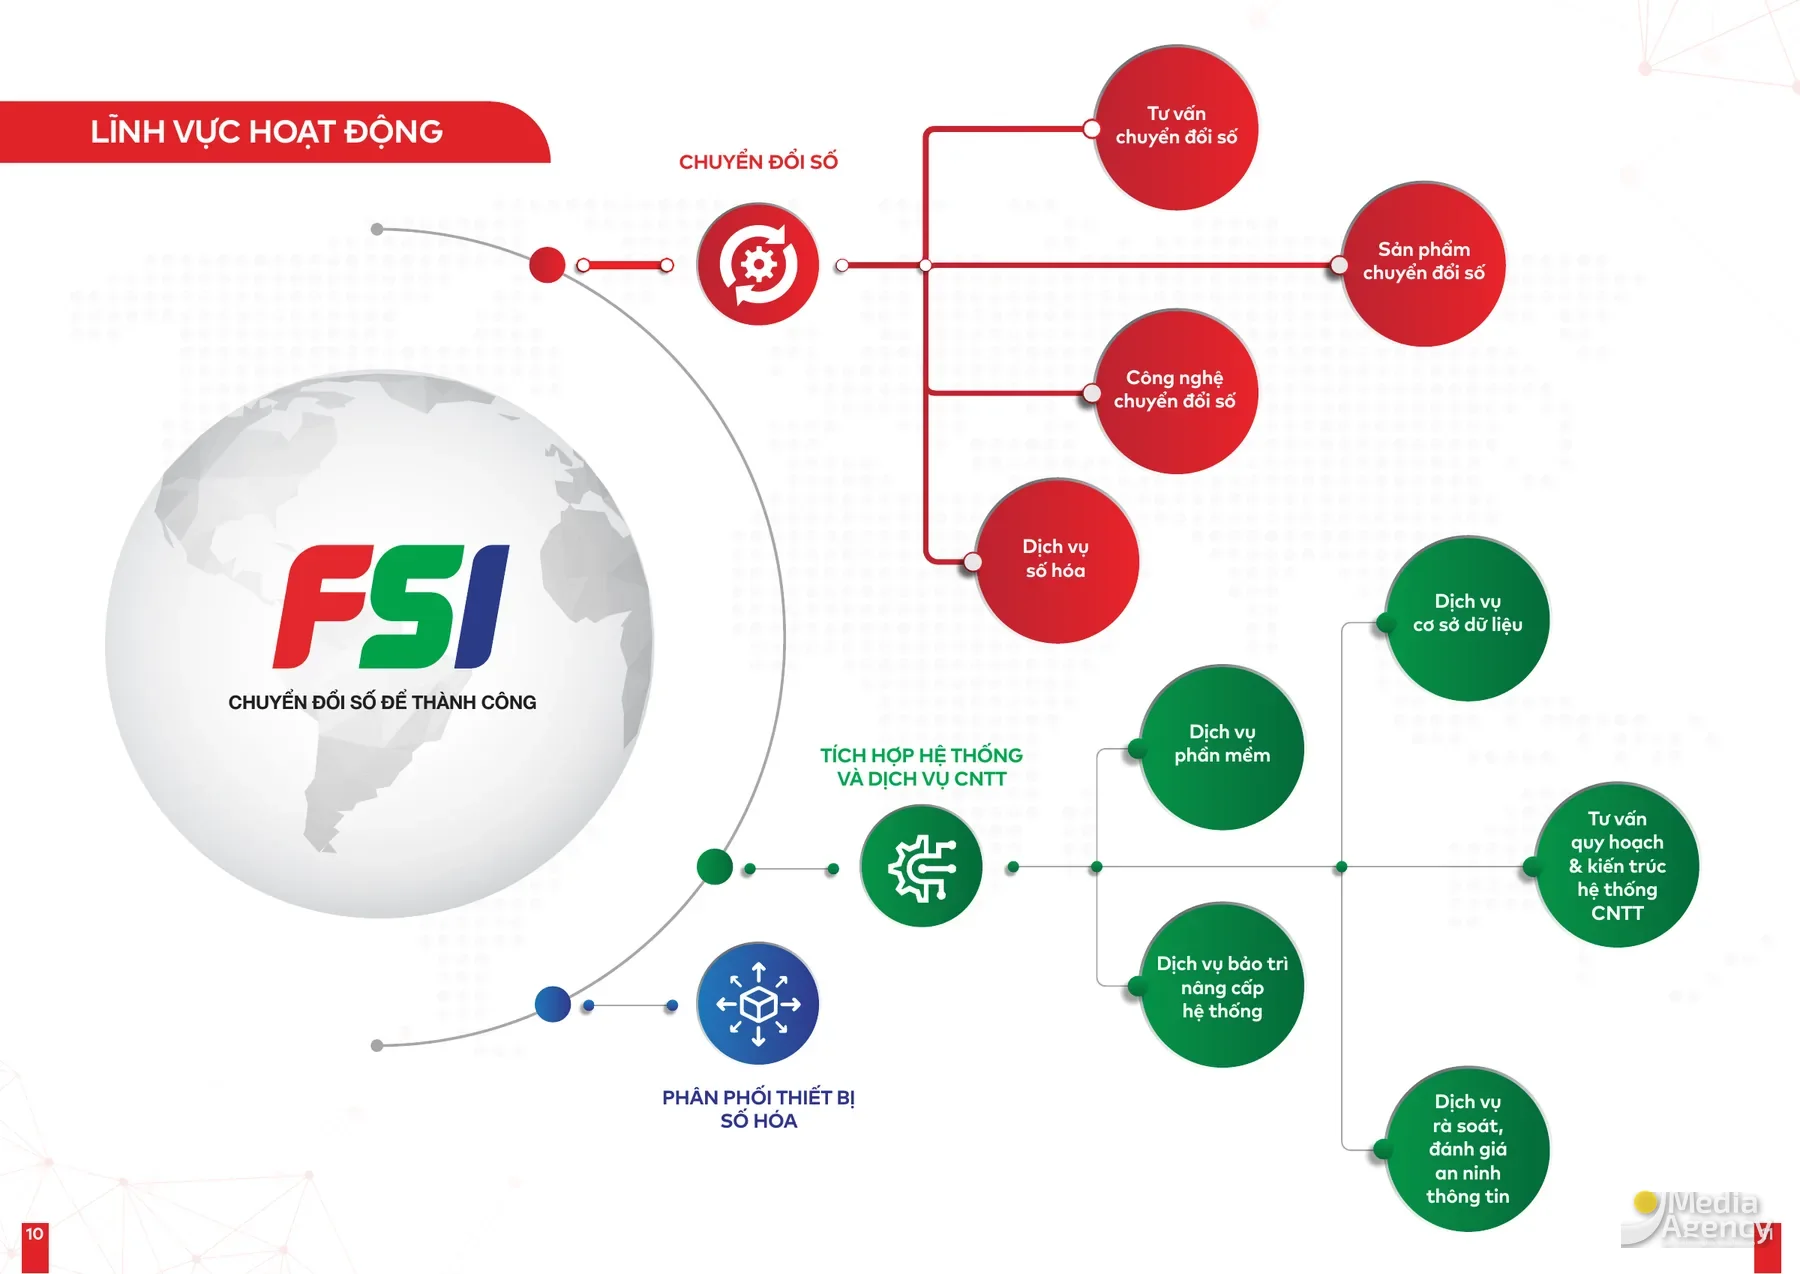 LĨNH VỰC HOẠT ĐỘNG
CHUYỂN ĐỔI SỐ
Tư vấn
chuyển đổi số
Sản phẩm
chuyển đổi số
Công nghệ
chuyển đổi số
Dịch vụ
số hóa
FSI
CHUYỂN ĐỔI SỐ ĐỂ THÀNH CÔNG
TÍCH HỢP HỆ THỐNG
VÀ DỊCH VỤ CNTT
Dịch vụ
cơ sở dữ liệu
Dịch vụ
phần mềm
Tư vấn
quy hoạch
& kiến trúc
hệ thống
CNTT
Dịch vụ bảo trì
nâng cấp
hệ thống
Dịch vụ
rà soát,
đánh giá
an ninh
thông tin
PHÂN PHỐI THIẾT BỊ
SỐ HÓA
10
Media
Agency